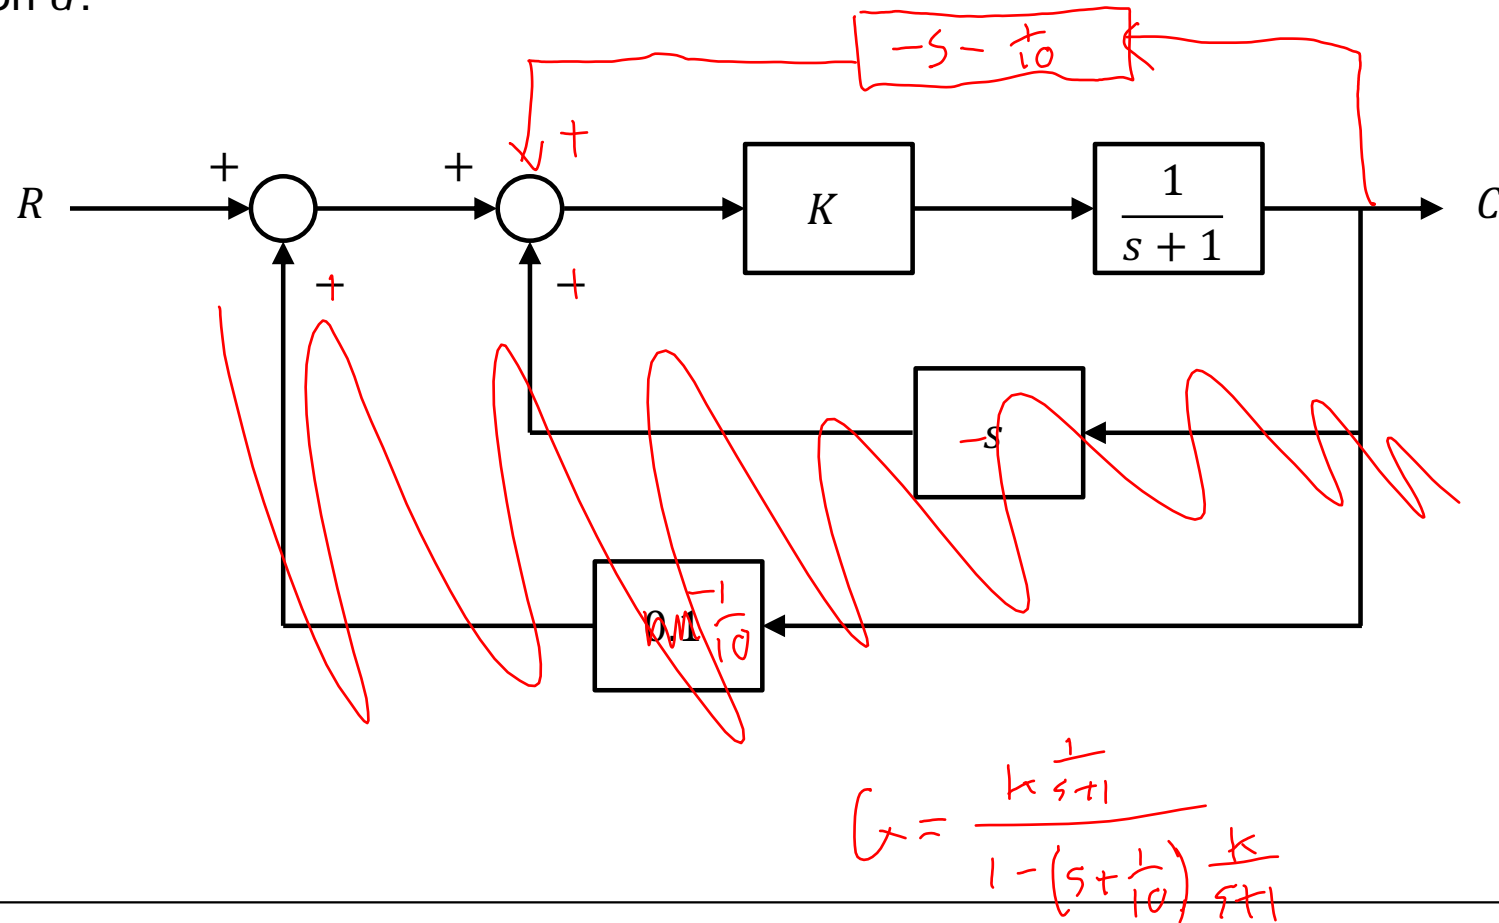 on G?
-s - 1/10
+ + +
R K 1/(s + 1) C
+ +
-s
0.1 -1/10
G = (K 1/(s+1)) / (1 - (s + 1/10) K/(s+1))